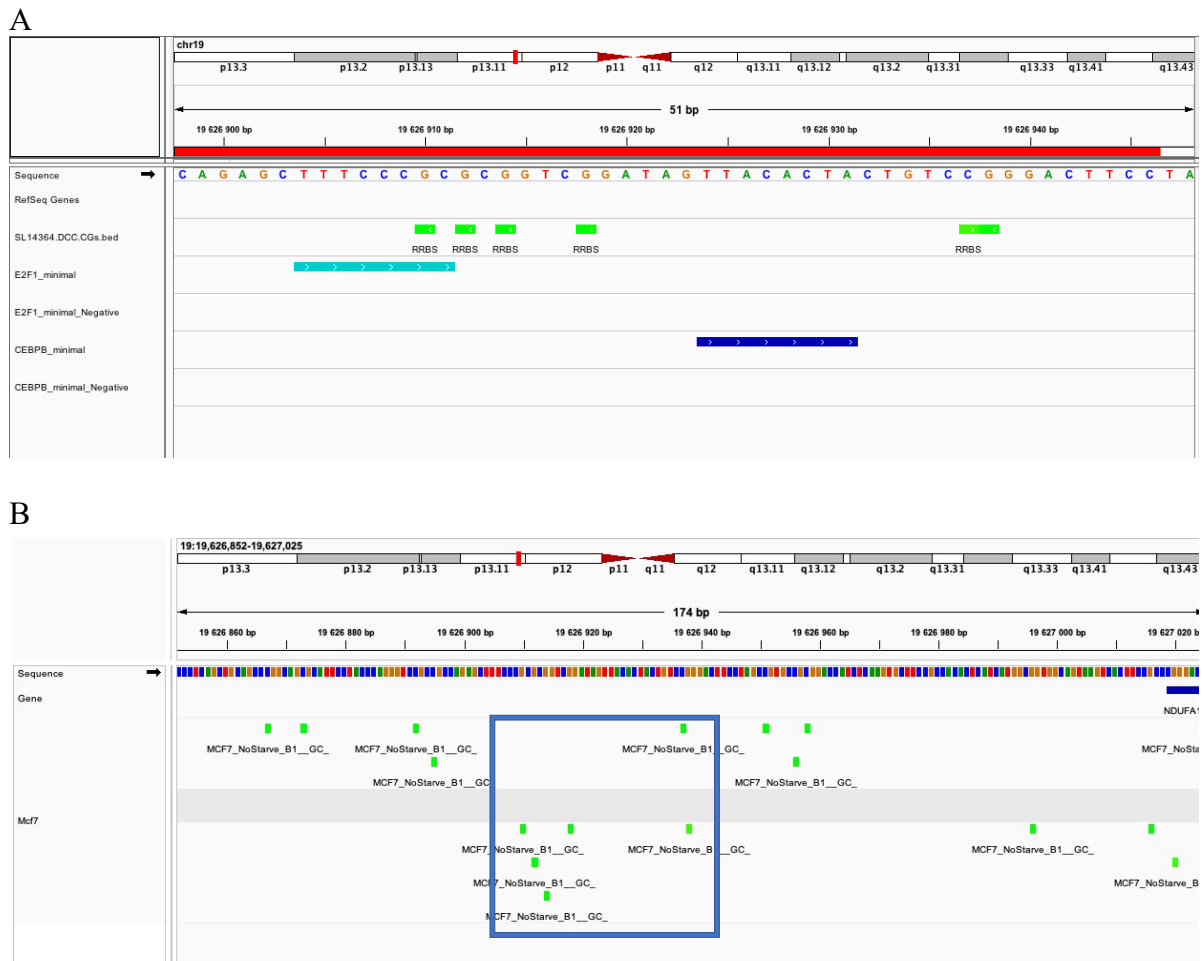 A
chr19
p13.3 p13.2 p13.13 p13.11 p12 p11 q11 q12 q13.11 q13.12 q13.2 q13.31 q13.33 q13.41 q13.43
51 bp
19 626 900 bp 19 626 910 bp 19 626 920 bp 19 626 930 bp 19 626 940 bp
Sequence C A G A G C T T T C C C G C G C G G T C G G A T A G T T A C A C T A C T G T C C G G G A C T T C C T A
RefSeq Genes
SL14364.DCC.CGs.bed
RRBS RRBS RRBS RRBS RRBS
E2F1_minimal
E2F1_minimal_Negative
CEBPB_minimal
CEBPB_minimal_Negative
B
19:19,626,852-19,627,025
p13.3 p13.2 p13.13 p13.11 p12 p11 q11 q12 q13.11 q13.12 q13.2 q13.31 q13.33 q13.41 q13.43
174 bp
19 626 860 bp 19 626 880 bp 19 626 900 bp 19 626 920 bp 19 626 940 bp 19 626 960 bp 19 626 980 bp 19 627 000 bp 19 627 020 b
Sequence
Gene
NDUFA1
MCF7_NoStarve_B1__GC_ MCF7_NoStarve_B1__GC_ MCF7_NoStarve_B1__GC_ MCF7_NoSta
MCF7_NoStarve_B1__GC_ MCF7_NoStarve_B1__GC_
Mcf7
MCF7_NoStarve_B1__GC_ MCF7_NoStarve_B1__GC_ MCF7_NoStarve_B1__GC_
MCF7_NoStarve_B1__GC_ MCF7_NoStarve_B
MCF7_NoStarve_B1__GC_